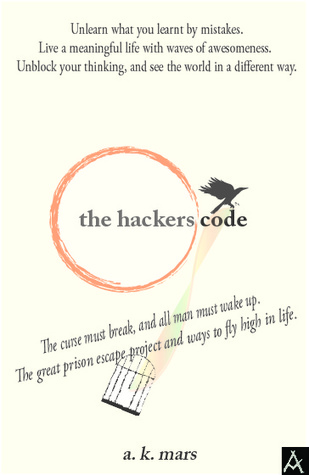 Unlearn what you learnt by mistakes.
Live a meaningful life with waves of awesomeness.
Unblock your thinking, and see the world in a different way.
the hackers code
The curse must break, and all man must wake up.
The great prison escape project and ways to fly high in life.
a. k. mars